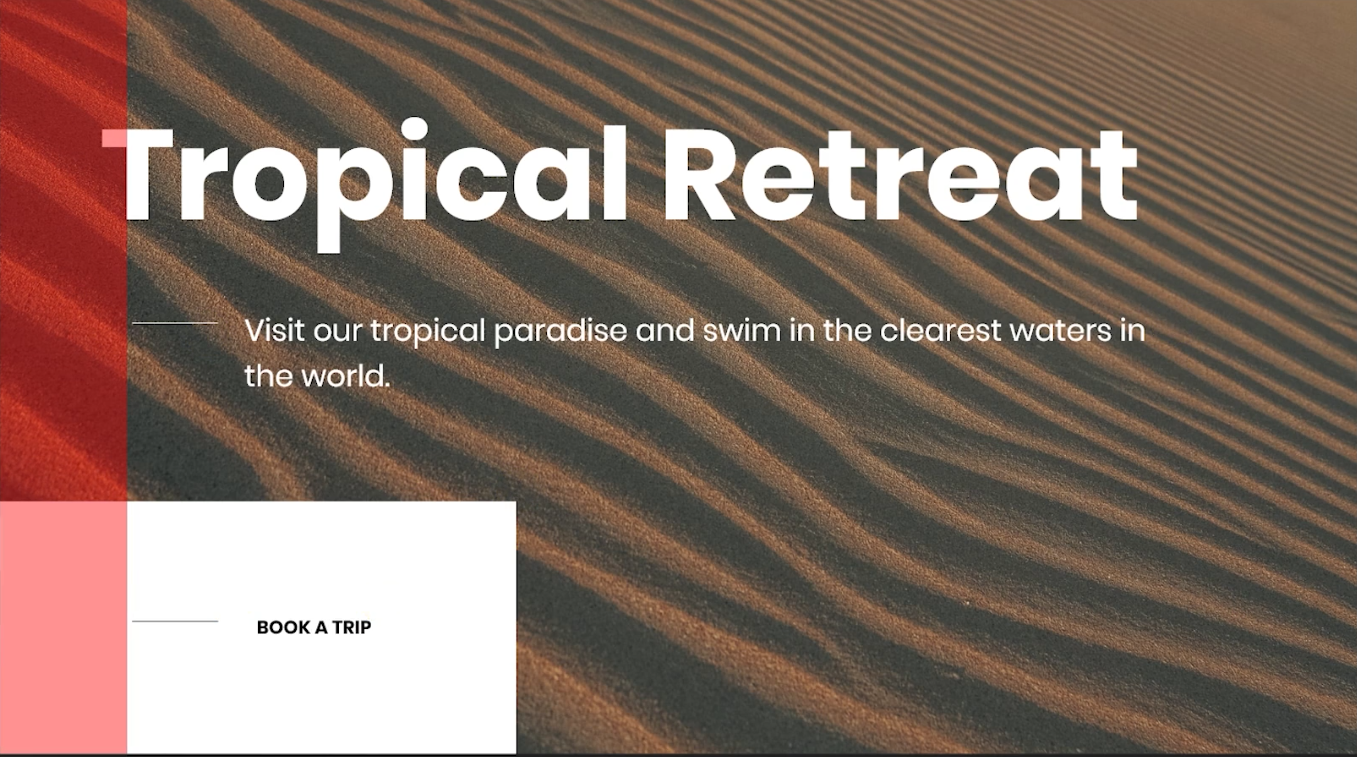 Tropical Retreat
Visit our tropical paradise and swim in the clearest waters in
the world.
BOOK A TRIP